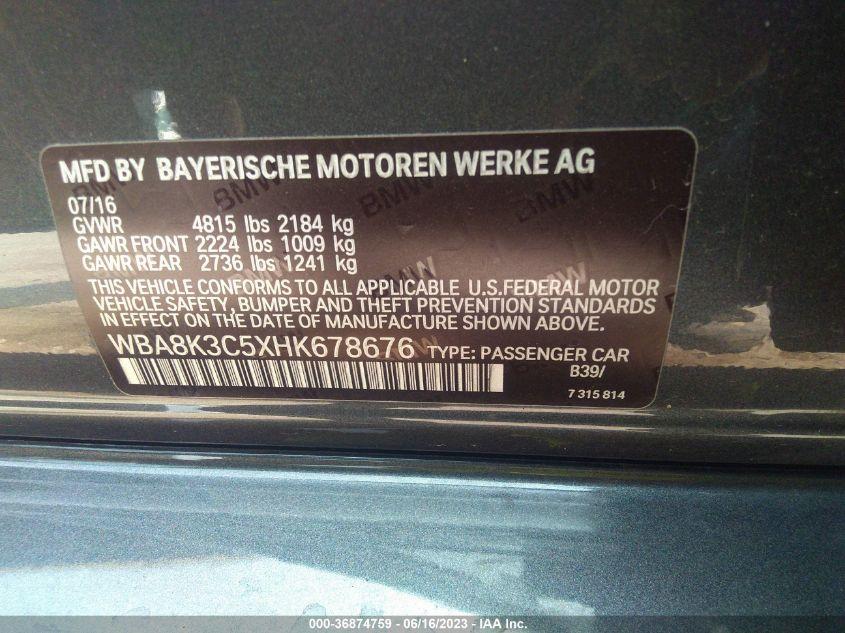 MFD BY BAYERISCHE MOTOREN WERKE AG
07/16
GVWR 4815 lbs 2184 kg
GAWR FRONT 2224 lbs 1009 kg
GAWR REAR 2736 lbs 1241 kg
THIS VEHICLE CONFORMS TO ALL APPLICABLE U.S.FEDERAL MOTOR
VEHICLE SAFETY, BUMPER AND THEFT PREVENTION STANDARDS
IN EFFECT ON THE DATE OF MANUFACTURE SHOWN ABOVE.
WBA8K3C5XHK678676 TYPE: PASSENGER CAR
B39/
7 315 814
000-36874759 - 06/16/2023 - IAA Inc.